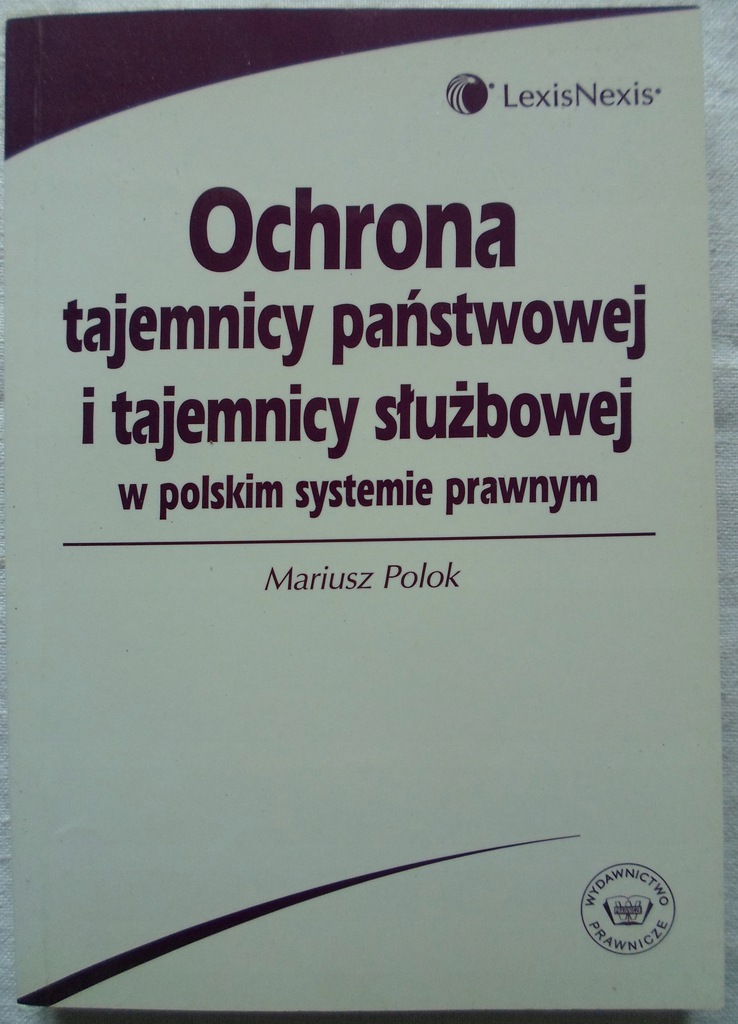 LexisNexis
Ochrona
tajemnicy państwowej
i tajemnicy służbowej
w polskim systemie prawnym
Mariusz Polok
WYDAWNICTWO
PRAWNICZE